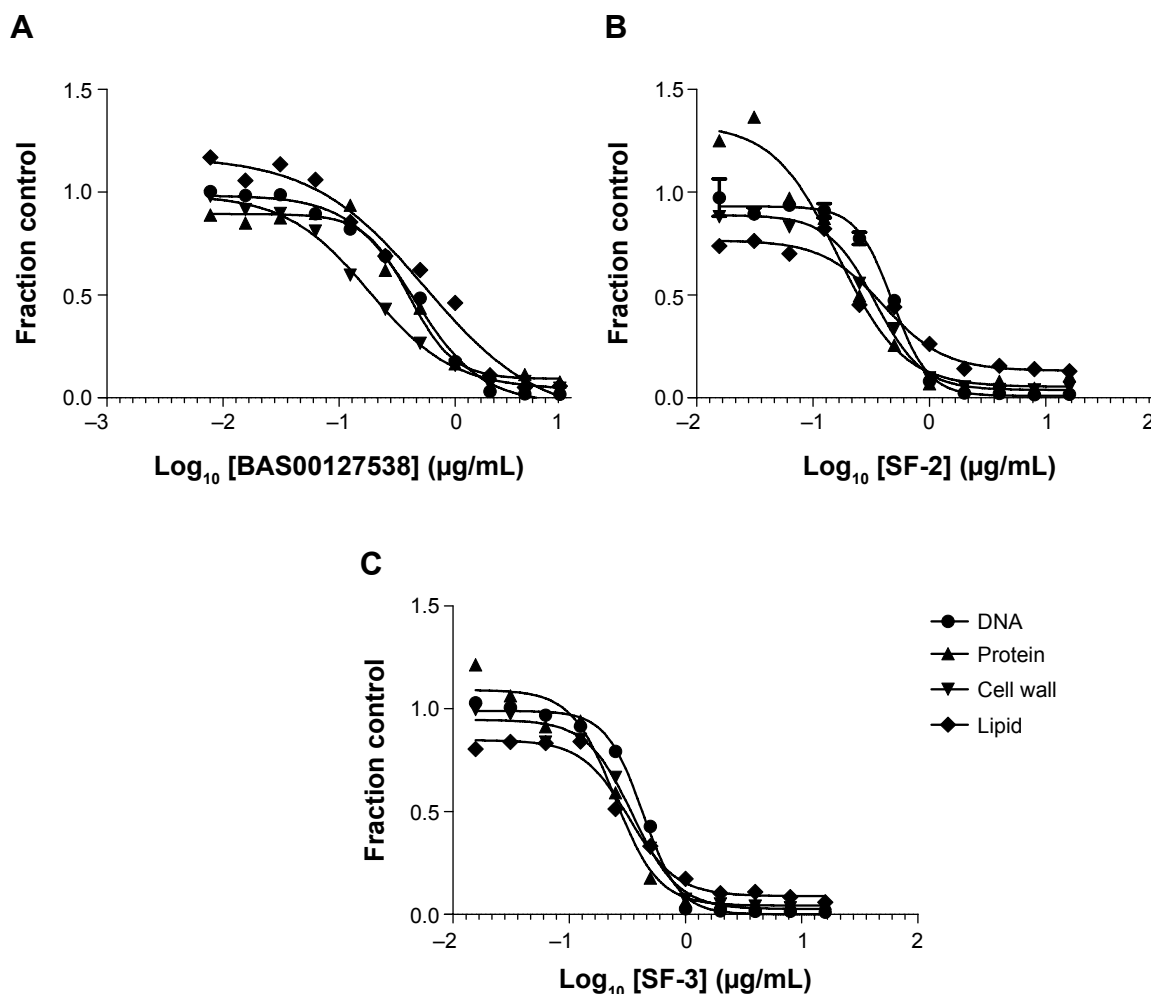 A
1.5
1.0
0.5
0.0
Fraction control
–3
–2
–1
0
1
Log₁₀ [BAS00127538] (µg/mL)
B
1.5
1.0
0.5
0.0
Fraction control
–2
–1
0
1
2
Log₁₀ [SF-2] (µg/mL)
C
1.5
1.0
0.5
0.0
Fraction control
–2
–1
0
1
2
Log₁₀ [SF-3] (µg/mL)
DNA
Protein
Cell wall
Lipid